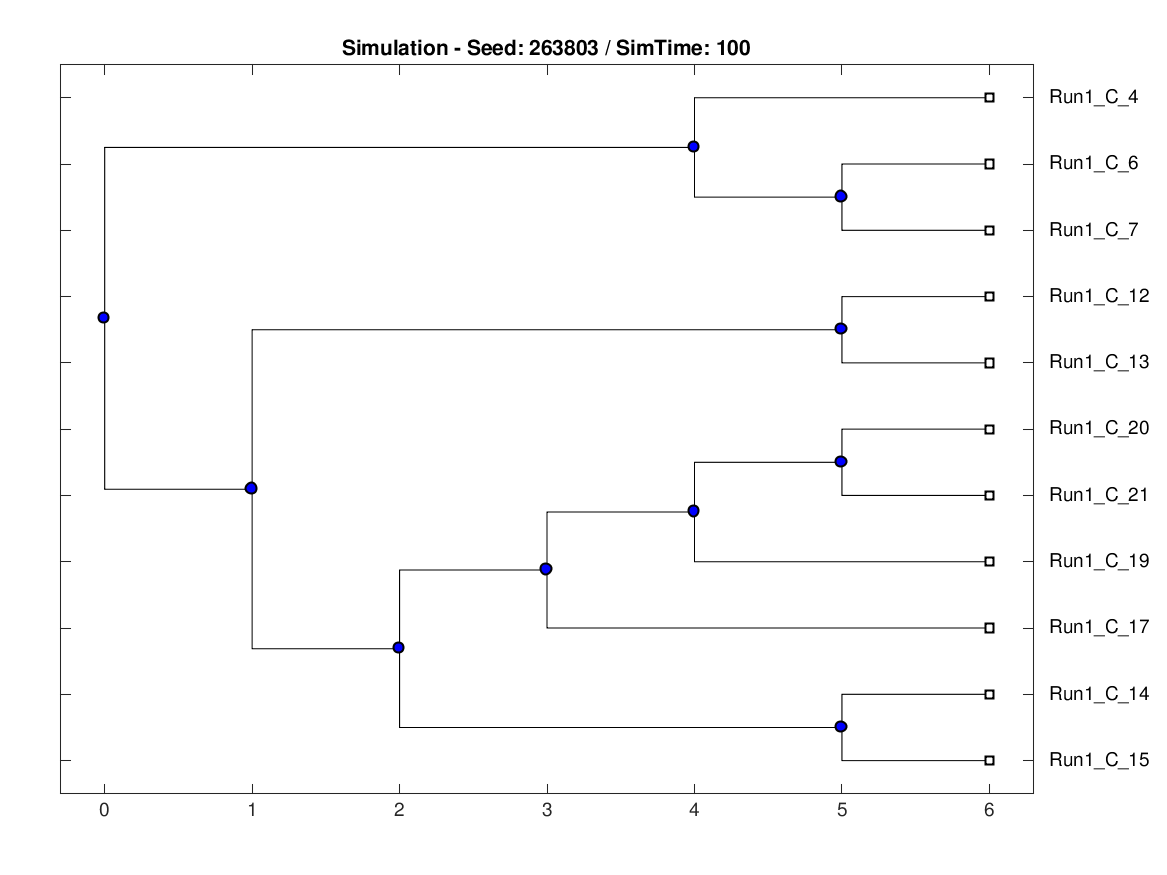 Simulation - Seed: 263803 / SimTime: 100
Run1_C_4
Run1_C_6
Run1_C_7
Run1_C_12
Run1_C_13
Run1_C_20
Run1_C_21
Run1_C_19
Run1_C_17
Run1_C_14
Run1_C_15
0 1 2 3 4 5 6